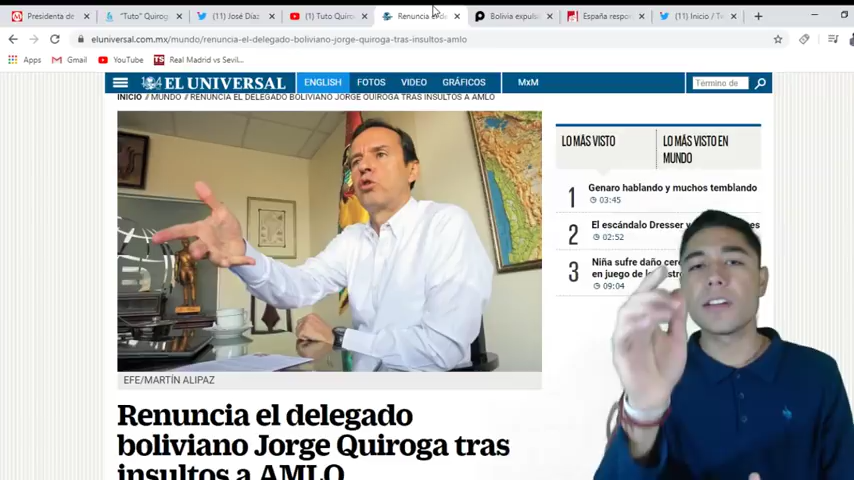 Presidenta de
"Tuto" Quirog
(11) José Díaz
(1) Tuto Quiro
Renuncia el de
Bolivia expuls
España respon
(11) Inicio / Tw
eluniversal.com.mx/mundo/renuncia-el-delegado-boliviano-jorge-quiroga-tras-insultos-amlo
Apps
Gmail
YouTube
Real Madrid vs Sevil...
EL UNIVERSAL
ENGLISH
FOTOS
VIDEO
GRÁFICOS
MxM
Término de
INICIO / MUNDO / RENUNCIA EL DELEGADO BOLIVIANO JORGE QUIROGA TRAS INSULTOS A AMLO
LO MÁS VISTO
LO MÁS VISTO EN
MUNDO
1 Genaro hablando y muchos temblando
03:45
2 El escándalo Dresser y
02:52
3 Niña sufre daño cer
en juego de
09:04
EFE/MARTÍN ALIPAZ
Renuncia el delegado
boliviano Jorge Quiroga tras
insultos a AMLO